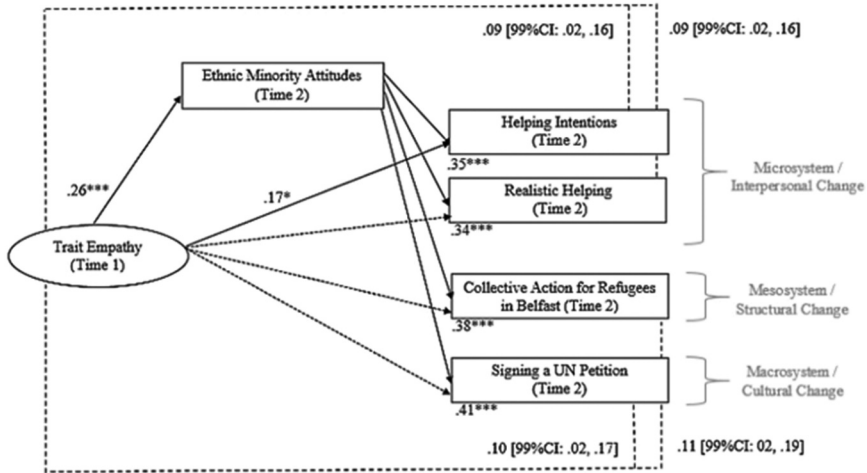 .09 [99%CI: .02, .16]
.09 [99%CI: .02, .16]
Ethnic Minority Attitudes
(Time 2)
Helping Intentions
(Time 2)
.35***
Microsystem /
Interpersonal Change
.26***
.17*
Realistic Helping
(Time 2)
.34***
Trait Empathy
(Time 1)
Collective Action for Refugees
in Belfast (Time 2)
.38***
Mesosystem /
Structural Change
Signing a UN Petition
(Time 2)
.41***
Macrosystem /
Cultural Change
.10 [99%CI: .02, .17]
.11 [99%CI: 02, .19]